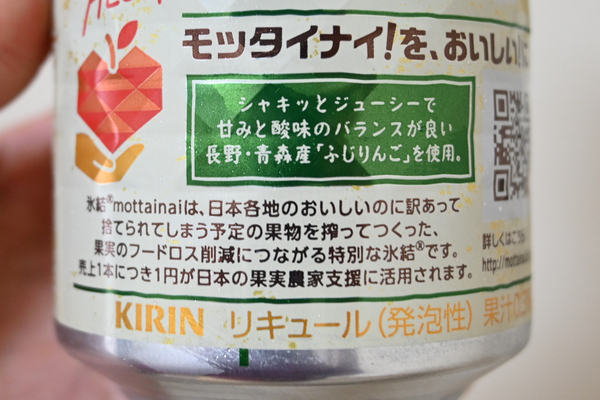 モッタイナイ!を、おいしい!に
シャキッとジューシーで
甘みと酸味のバランスが良い
長野・青森産「ふじりんご」を使用。
氷結®mottainaiは、日本各地のおいしいのに訳あって
捨てられてしまう予定の果物を搾ってつくった、
果実のフードロス削減につながる特別な氷結®です。
売上1本につき1円が日本の果実農家支援に活用されます。
詳しくはこちら
http://mottai
KIRIN リキュール(発泡性) 果汁